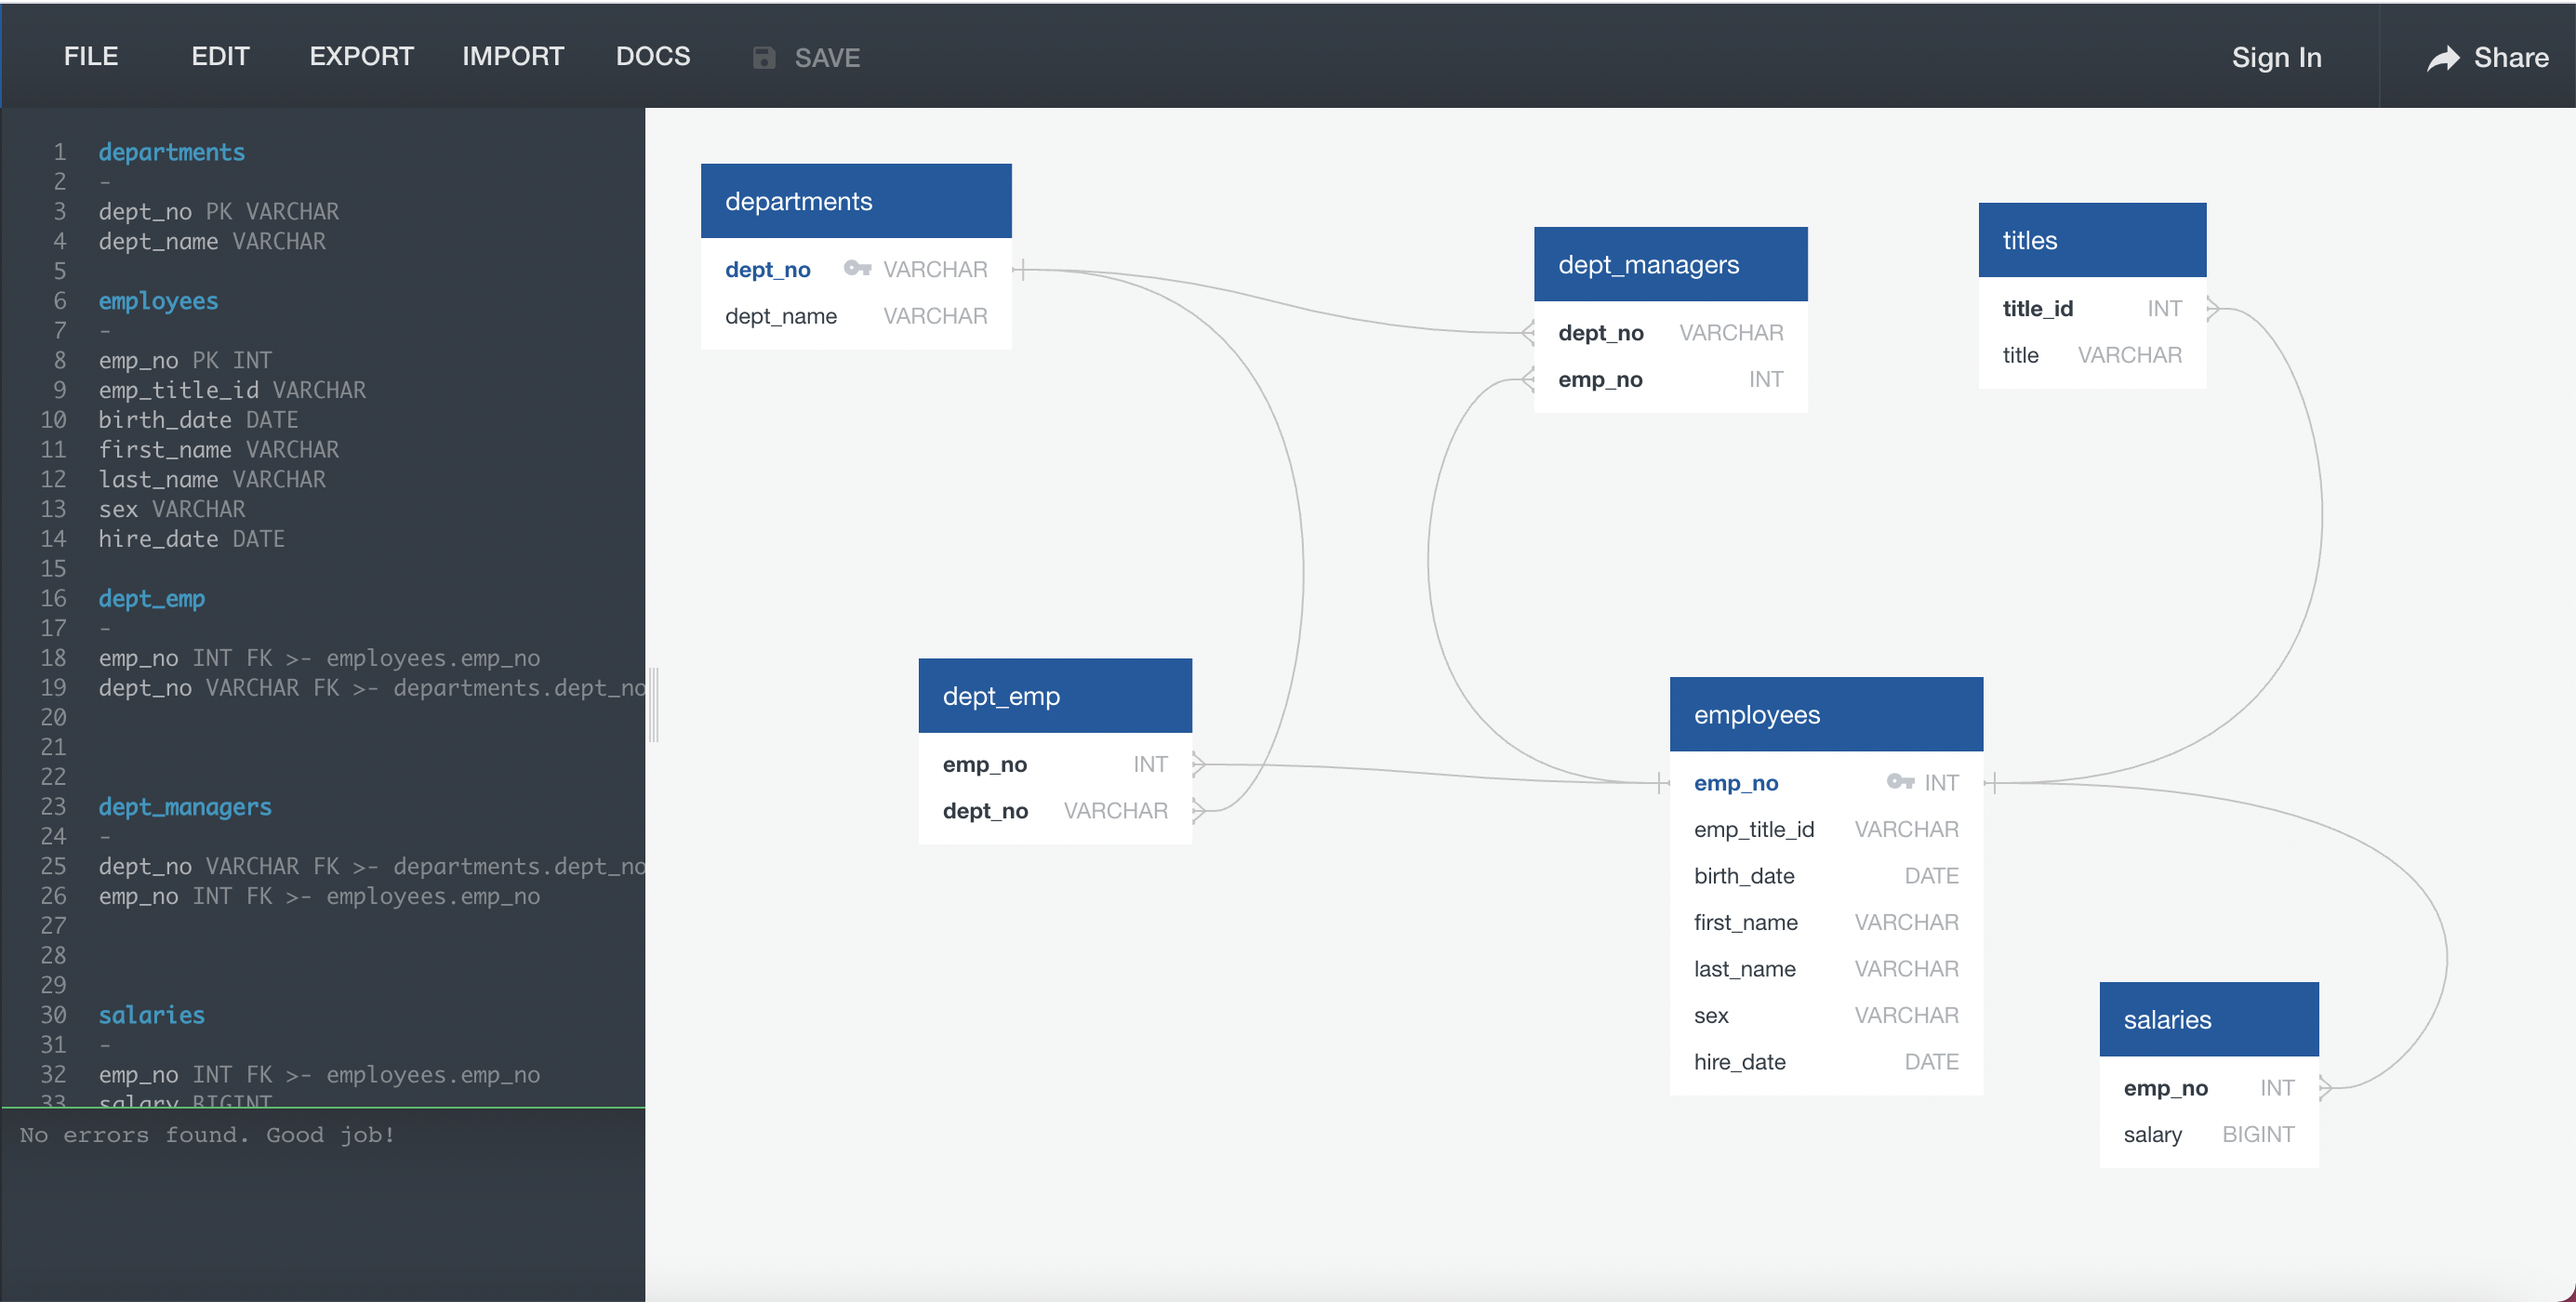 FILE EDIT EXPORT IMPORT DOCS SAVE Sign In Share
1 departments
2 -
3 dept_no PK VARCHAR
4 dept_name VARCHAR
5
6 employees
7 -
8 emp_no PK INT
9 emp_title_id VARCHAR
10 birth_date DATE
11 first_name VARCHAR
12 last_name VARCHAR
13 sex VARCHAR
14 hire_date DATE
15
16 dept_emp
17 -
18 emp_no INT FK >- employees.emp_no
19 dept_no VARCHAR FK >- departments.dept_no
20
21
22
23 dept_managers
24 -
25 dept_no VARCHAR FK >- departments.dept_no
26 emp_no INT FK >- employees.emp_no
27
28
29
30 salaries
31 -
32 emp_no INT FK >- employees.emp_no
33 salary BIGINT
No errors found. Good job!
departments
dept_no VARCHAR
dept_name VARCHAR
dept_managers
dept_no VARCHAR
emp_no INT
titles
title_id INT
title VARCHAR
dept_emp
emp_no INT
dept_no VARCHAR
employees
emp_no INT
emp_title_id VARCHAR
birth_date DATE
first_name VARCHAR
last_name VARCHAR
sex VARCHAR
hire_date DATE
salaries
emp_no INT
salary BIGINT